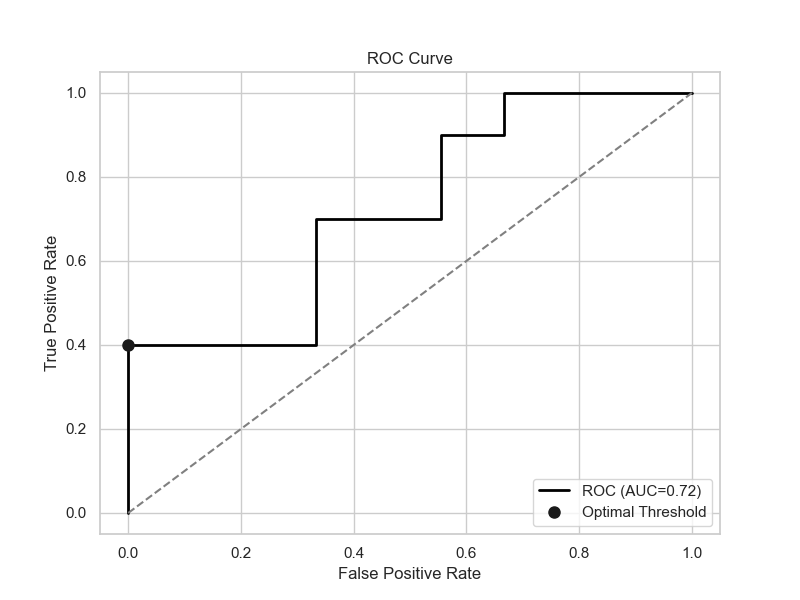 ROC Curve
True Positive Rate
1.0
0.8
0.6
0.4
0.2
0.0
ROC (AUC=0.72)
Optimal Threshold
0.0 0.2 0.4 0.6 0.8 1.0
False Positive Rate